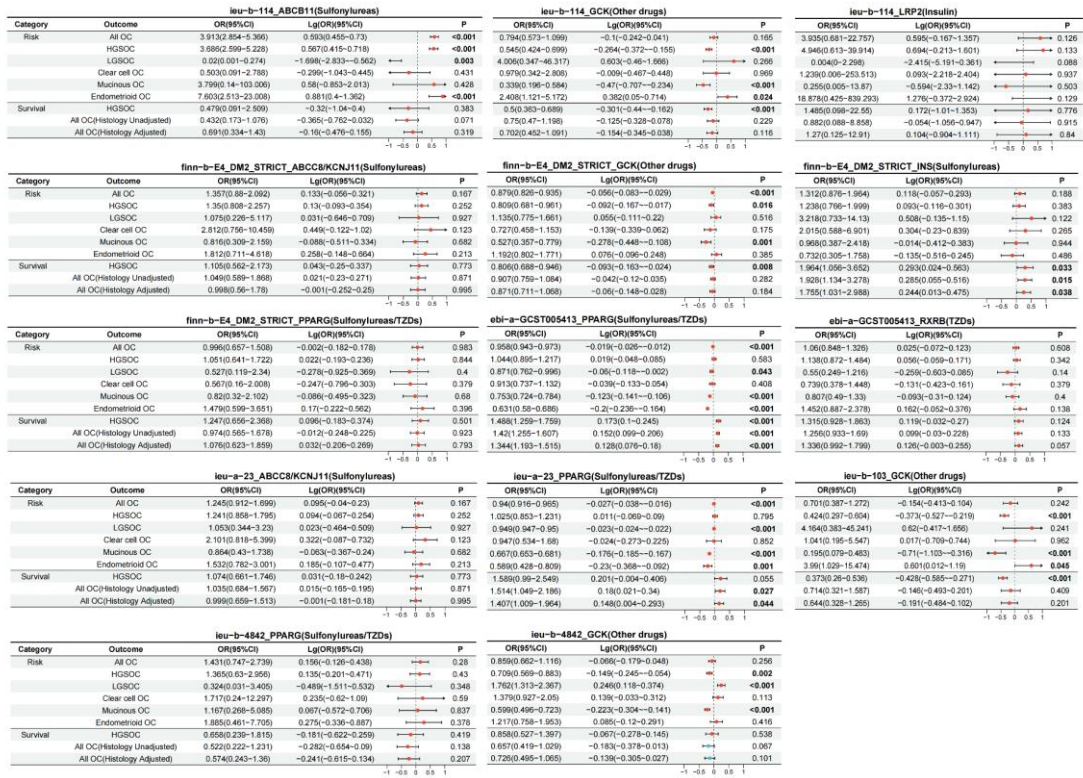 ieu-b-114_ABCB11(Sulfonylureas)
Category Outcome OR(95%CI) Lg(OR)(95%CI) P
Risk All OC 3.913(2.854-5.366) 0.593(0.455-0.73) <0.001
HGSOC 3.686(2.599-5.228) 0.567(0.415-0.718) <0.001
LGSOC 0.02(0.001-0.274) -1.698(-2.833--0.562) 0.003
Clear cell OC 0.503(0.091-2.788) -0.299(-1.043-0.445) 0.431
Mucinous OC 3.799(0.14-103.006) 0.58(-0.853-2.013) 0.428
Endometrioid OC 7.603(2.513-23.008) 0.881(0.4-1.362) <0.001
Survival HGSOC 0.479(0.091-2.509) -0.32(-1.04-0.4) 0.383
All OC(Histology Unadjusted) 0.432(0.173-1.076) -0.365(-0.762-0.032) 0.071
All OC(Histology Adjusted) 0.691(0.334-1.43) -0.16(-0.476-0.155) 0.319
-1 -0.5 0 0.5 1
ieu-b-114_GCK(Other drugs)
OR(95%CI) Lg(OR)(95%CI) P
0.794(0.573-1.099) -0.1(-0.242-0.041) 0.165
0.545(0.424-0.699) -0.264(-0.372--0.155) <0.001
4.006(0.347-46.317) 0.603(-0.46-1.666) 0.266
0.979(0.342-2.808) -0.009(-0.467-0.448) 0.969
0.339(0.196-0.584) -0.47(-0.707--0.234) <0.001
2.408(1.121-5.172) 0.382(0.05-0.714) 0.024
0.5(0.363-0.689) -0.301(-0.44--0.162) <0.001
0.75(0.47-1.198) -0.125(-0.328-0.078) 0.229
0.702(0.452-1.091) -0.154(-0.345-0.038) 0.116
-1 -0.5 0 0.5 1
ieu-b-114_LRP2(Insulin)
OR(95%CI) Lg(OR)(95%CI) P
3.935(0.681-22.757) 0.595(-0.167-1.357) 0.126
4.946(0.613-39.914) 0.694(-0.213-1.601) 0.133
0.004(0-2.298) -2.415(-5.191-0.361) 0.088
1.239(0.006-253.513) 0.093(-2.218-2.404) 0.937
0.255(0.005-13.87) -0.594(-2.33-1.142) 0.503
18.878(0.425-839.293) 1.276(-0.372-2.924) 0.129
1.485(0.098-22.55) 0.172(-1.01-1.353) 0.776
0.882(0.088-8.858) -0.054(-1.056-0.947) 0.915
1.27(0.125-12.91) 0.104(-0.904-1.111) 0.84
-1 -0.5 0 0.5 1
finn-b-E4_DM2_STRICT_ABCC8/KCNJ11(Sulfonylureas)
Category Outcome OR(95%CI) Lg(OR)(95%CI) P
Risk All OC 1.357(0.88-2.092) 0.133(-0.056-0.321) 0.167
HGSOC 1.35(0.808-2.257) 0.13(-0.093-0.354) 0.252
LGSOC 1.075(0.226-5.117) 0.031(-0.646-0.709) 0.927
Clear cell OC 2.812(0.756-10.459) 0.449(-0.122-1.02) 0.123
Mucinous OC 0.816(0.309-2.159) -0.088(-0.511-0.334) 0.682
Endometrioid OC 1.812(0.711-4.618) 0.258(-0.148-0.664) 0.213
Survival HGSOC 1.105(0.562-2.173) 0.043(-0.25-0.337) 0.773
All OC(Histology Unadjusted) 1.049(0.589-1.868) 0.021(-0.23-0.271) 0.871
All OC(Histology Adjusted) 0.998(0.56-1.78) -0.001(-0.252-0.25) 0.995
-1 -0.5 0 0.5 1
finn-b-E4_DM2_STRICT_GCK(Other drugs)
OR(95%CI) Lg(OR)(95%CI) P
0.879(0.826-0.935) -0.056(-0.083--0.029) <0.001
0.809(0.681-0.961) -0.092(-0.167--0.017) 0.016
1.135(0.775-1.661) 0.055(-0.111-0.22) 0.516
0.727(0.458-1.153) -0.139(-0.339-0.062) 0.175
0.527(0.357-0.779) -0.278(-0.448--0.108) 0.001
1.192(0.802-1.771) 0.076(-0.096-0.248) 0.385
0.806(0.688-0.946) -0.093(-0.163--0.024) 0.008
0.907(0.759-1.084) -0.042(-0.12-0.035) 0.282
0.871(0.711-1.068) -0.06(-0.148-0.028) 0.184
-1 -0.5 0 0.5 1
finn-b-E4_DM2_STRICT_INS(Sulfonylureas)
OR(95%CI) Lg(OR)(95%CI) P
1.312(0.876-1.964) 0.118(-0.057-0.293) 0.188
1.238(0.766-1.999) 0.093(-0.116-0.301) 0.383
3.218(0.733-14.13) 0.508(-0.135-1.15) 0.122
2.015(0.588-6.901) 0.304(-0.23-0.839) 0.265
0.968(0.387-2.418) -0.014(-0.412-0.383) 0.944
0.732(0.305-1.758) -0.135(-0.516-0.245) 0.486
1.964(1.056-3.652) 0.293(0.024-0.563) 0.033
1.928(1.134-3.278) 0.285(0.055-0.516) 0.015
1.755(1.031-2.988) 0.244(0.013-0.475) 0.038
-1 -0.5 0 0.5 1
finn-b-E4_DM2_STRICT_PPARG(Sulfonylureas/TZDs)
Category Outcome OR(95%CI) Lg(OR)(95%CI) P
Risk All OC 0.996(0.657-1.508) -0.002(-0.182-0.178) 0.983
HGSOC 1.051(0.641-1.722) 0.022(-0.193-0.236) 0.844
LGSOC 0.527(0.119-2.34) -0.278(-0.925-0.369) 0.4
Clear cell OC 0.567(0.16-2.008) -0.247(-0.796-0.303) 0.379
Mucinous OC 0.82(0.32-2.102) -0.086(-0.495-0.323) 0.68
Endometrioid OC 1.479(0.599-3.651) 0.17(-0.222-0.562) 0.396
Survival HGSOC 1.247(0.656-2.368) 0.096(-0.183-0.374) 0.501
All OC(Histology Unadjusted) 0.974(0.565-1.678) -0.012(-0.248-0.225) 0.923
All OC(Histology Adjusted) 1.076(0.623-1.859) 0.032(-0.206-0.269) 0.793
-1 -0.5 0 0.5 1
ebi-a-GCST005413_PPARG(Sulfonylureas/TZDs)
OR(95%CI) Lg(OR)(95%CI) P
0.958(0.943-0.973) -0.019(-0.026--0.012) <0.001
1.044(0.895-1.217) 0.019(-0.048-0.085) 0.583
0.871(0.762-0.996) -0.06(-0.118--0.002) 0.043
0.913(0.737-1.132) -0.039(-0.133-0.054) 0.408
0.753(0.724-0.784) -0.123(-0.141--0.106) <0.001
0.631(0.58-0.686) -0.2(-0.236--0.164) <0.001
1.488(1.259-1.759) 0.173(0.1-0.245) <0.001
1.42(1.255-1.607) 0.152(0.099-0.206) <0.001
1.344(1.193-1.515) 0.128(0.076-0.18) <0.001
-1 -0.5 0 0.5 1
ebi-a-GCST005413_RXRB(TZDs)
OR(95%CI) Lg(OR)(95%CI) P
1.06(0.848-1.326) 0.025(-0.072-0.123) 0.608
1.138(0.872-1.484) 0.056(-0.059-0.171) 0.342
0.55(0.249-1.216) -0.259(-0.603-0.085) 0.14
0.739(0.378-1.448) -0.131(-0.423-0.161) 0.379
0.807(0.49-1.33) -0.093(-0.31-0.124) 0.4
1.452(0.887-2.378) 0.162(-0.052-0.376) 0.138
1.315(0.928-1.863) 0.119(-0.032-0.27) 0.124
1.256(0.933-1.69) 0.099(-0.03-0.228) 0.133
1.336(0.992-1.799) 0.126(-0.003-0.255) 0.057
-1 -0.5 0 0.5 1
ieu-a-23_ABCC8/KCNJ11(Sulfonylureas)
Category Outcome OR(95%CI) Lg(OR)(95%CI) P
Risk All OC 1.245(0.912-1.699) 0.095(-0.04-0.23) 0.167
HGSOC 1.241(0.858-1.795) 0.094(-0.067-0.254) 0.252
LGSOC 1.053(0.344-3.23) 0.023(-0.464-0.509) 0.927
Clear cell OC 2.101(0.818-5.399) 0.322(-0.087-0.732) 0.123
Mucinous OC 0.864(0.43-1.738) -0.063(-0.367-0.24) 0.682
Endometrioid OC 1.532(0.782-3.001) 0.185(-0.107-0.477) 0.213
Survival HGSOC 1.074(0.661-1.746) 0.031(-0.18-0.242) 0.773
All OC(Histology Unadjusted) 1.035(0.684-1.567) 0.015(-0.165-0.195) 0.871
All OC(Histology Adjusted) 0.999(0.659-1.513) -0.001(-0.181-0.18) 0.995
-1 -0.5 0 0.5 1
ieu-a-23_PPARG(Sulfonylureas/TZDs)
OR(95%CI) Lg(OR)(95%CI) P
0.94(0.916-0.965) -0.027(-0.038--0.016) <0.001
1.025(0.853-1.231) 0.011(-0.069-0.09) 0.795
0.949(0.947-0.95) -0.023(-0.024--0.022) <0.001
0.947(0.534-1.68) -0.024(-0.273-0.225) 0.852
0.667(0.653-0.681) -0.176(-0.185--0.167) <0.001
0.589(0.428-0.809) -0.23(-0.368--0.092) 0.001
1.589(0.99-2.549) 0.201(-0.004-0.406) 0.055
1.514(1.049-2.186) 0.18(0.021-0.34) 0.027
1.407(1.009-1.964) 0.148(0.004-0.293) 0.044
-1 -0.5 0 0.5 1
ieu-b-103_GCK(Other drugs)
OR(95%CI) Lg(OR)(95%CI) P
0.701(0.387-1.272) -0.154(-0.413-0.104) 0.242
0.424(0.297-0.604) -0.373(-0.527--0.219) <0.001
4.164(0.383-45.241) 0.62(-0.417-1.656) 0.241
1.041(0.195-5.547) 0.017(-0.709-0.744) 0.962
0.195(0.079-0.483) -0.71(-1.103--0.316) <0.001
3.99(1.029-15.474) 0.601(0.012-1.19) 0.045
0.373(0.26-0.536) -0.428(-0.585--0.271) <0.001
0.714(0.321-1.587) -0.146(-0.493-0.201) 0.409
0.644(0.328-1.265) -0.191(-0.484-0.102) 0.201
-1 -0.5 0 0.5 1
ieu-b-4842_PPARG(Sulfonylureas/TZDs)
Category Outcome OR(95%CI) Lg(OR)(95%CI) P
Risk All OC 1.431(0.747-2.739) 0.156(-0.126-0.438) 0.28
HGSOC 1.365(0.63-2.956) 0.135(-0.201-0.471) 0.43
LGSOC 0.324(0.031-3.405) -0.489(-1.511-0.532) 0.348
Clear cell OC 1.717(0.24-12.297) 0.235(-0.62-1.09) 0.59
Mucinous OC 1.167(0.268-5.085) 0.067(-0.572-0.706) 0.837
Endometrioid OC 1.885(0.461-7.705) 0.275(-0.336-0.887) 0.378
Survival HGSOC 0.658(0.239-1.815) -0.181(-0.622-0.259) 0.419
All OC(Histology Unadjusted) 0.522(0.222-1.231) -0.282(-0.654-0.09) 0.138
All OC(Histology Adjusted) 0.574(0.243-1.36) -0.241(-0.615-0.134) 0.207
-1 -0.5 0 0.5 1
ieu-b-4842_GCK(Other drugs)
OR(95%CI) Lg(OR)(95%CI) P
0.859(0.662-1.116) -0.066(-0.179-0.048) 0.256
0.709(0.569-0.883) -0.149(-0.245--0.054) 0.002
1.762(1.313-2.367) 0.246(0.118-0.374) <0.001
1.379(0.927-2.05) 0.139(-0.033-0.312) 0.113
0.599(0.496-0.723) -0.223(-0.304--0.141) <0.001
1.217(0.758-1.953) 0.085(-0.12-0.291) 0.416
0.858(0.527-1.397) -0.067(-0.278-0.145) 0.538
0.657(0.419-1.029) -0.183(-0.378-0.013) 0.067
0.726(0.495-1.065) -0.139(-0.305-0.027) 0.101
-1 -0.5 0 0.5 1